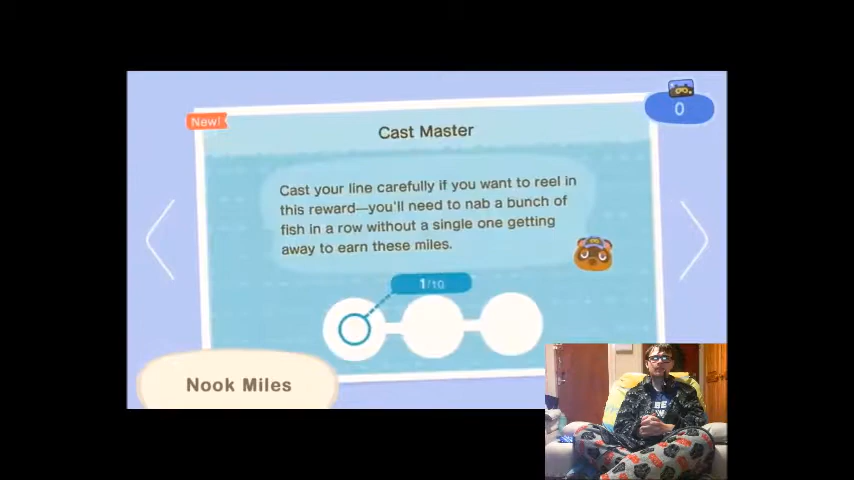 New!
0
Cast Master
Cast your line carefully if you want to reel in
this reward—you'll need to nab a bunch of
fish in a row without a single one getting
away to earn these miles.
1/10
Nook Miles
BE